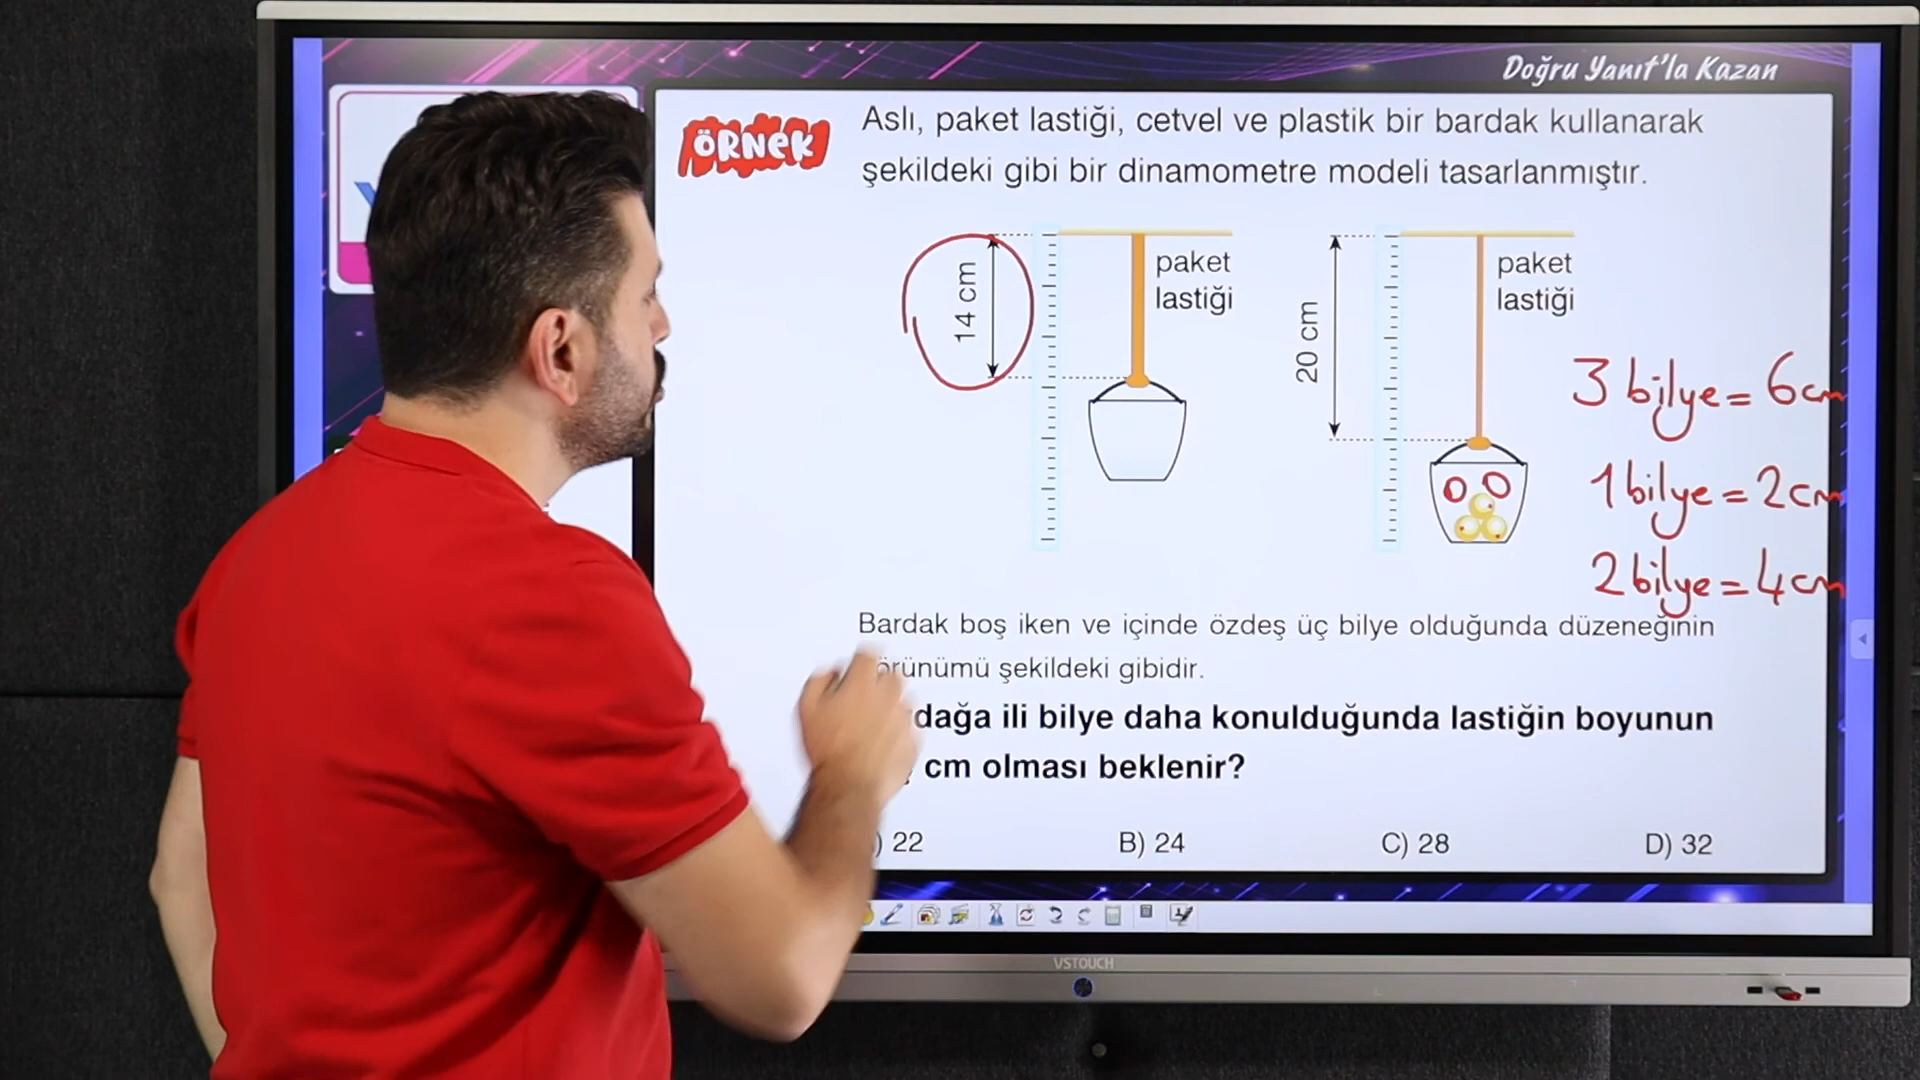 Doğru Yanıt'la Kazan
ÖRNEK
Aslı, paket lastiği, cetvel ve plastik bir bardak kullanarak
şekildeki gibi bir dinamometre modeli tasarlanmıştır.
14 cm
paket
lastiği
20 cm
paket
lastiği
3 bilye = 6cm
1 bilye = 2cm
2 bilye = 4cm
Bardak boş iken ve içinde özdeş üç bilye olduğunda düzeneğinin
örünümü şekildeki gibidir.
dağa ili bilye daha konulduğunda lastiğin boyunun
cm olması beklenir?
) 22
B) 24
C) 28
D) 32
VSTOUCH